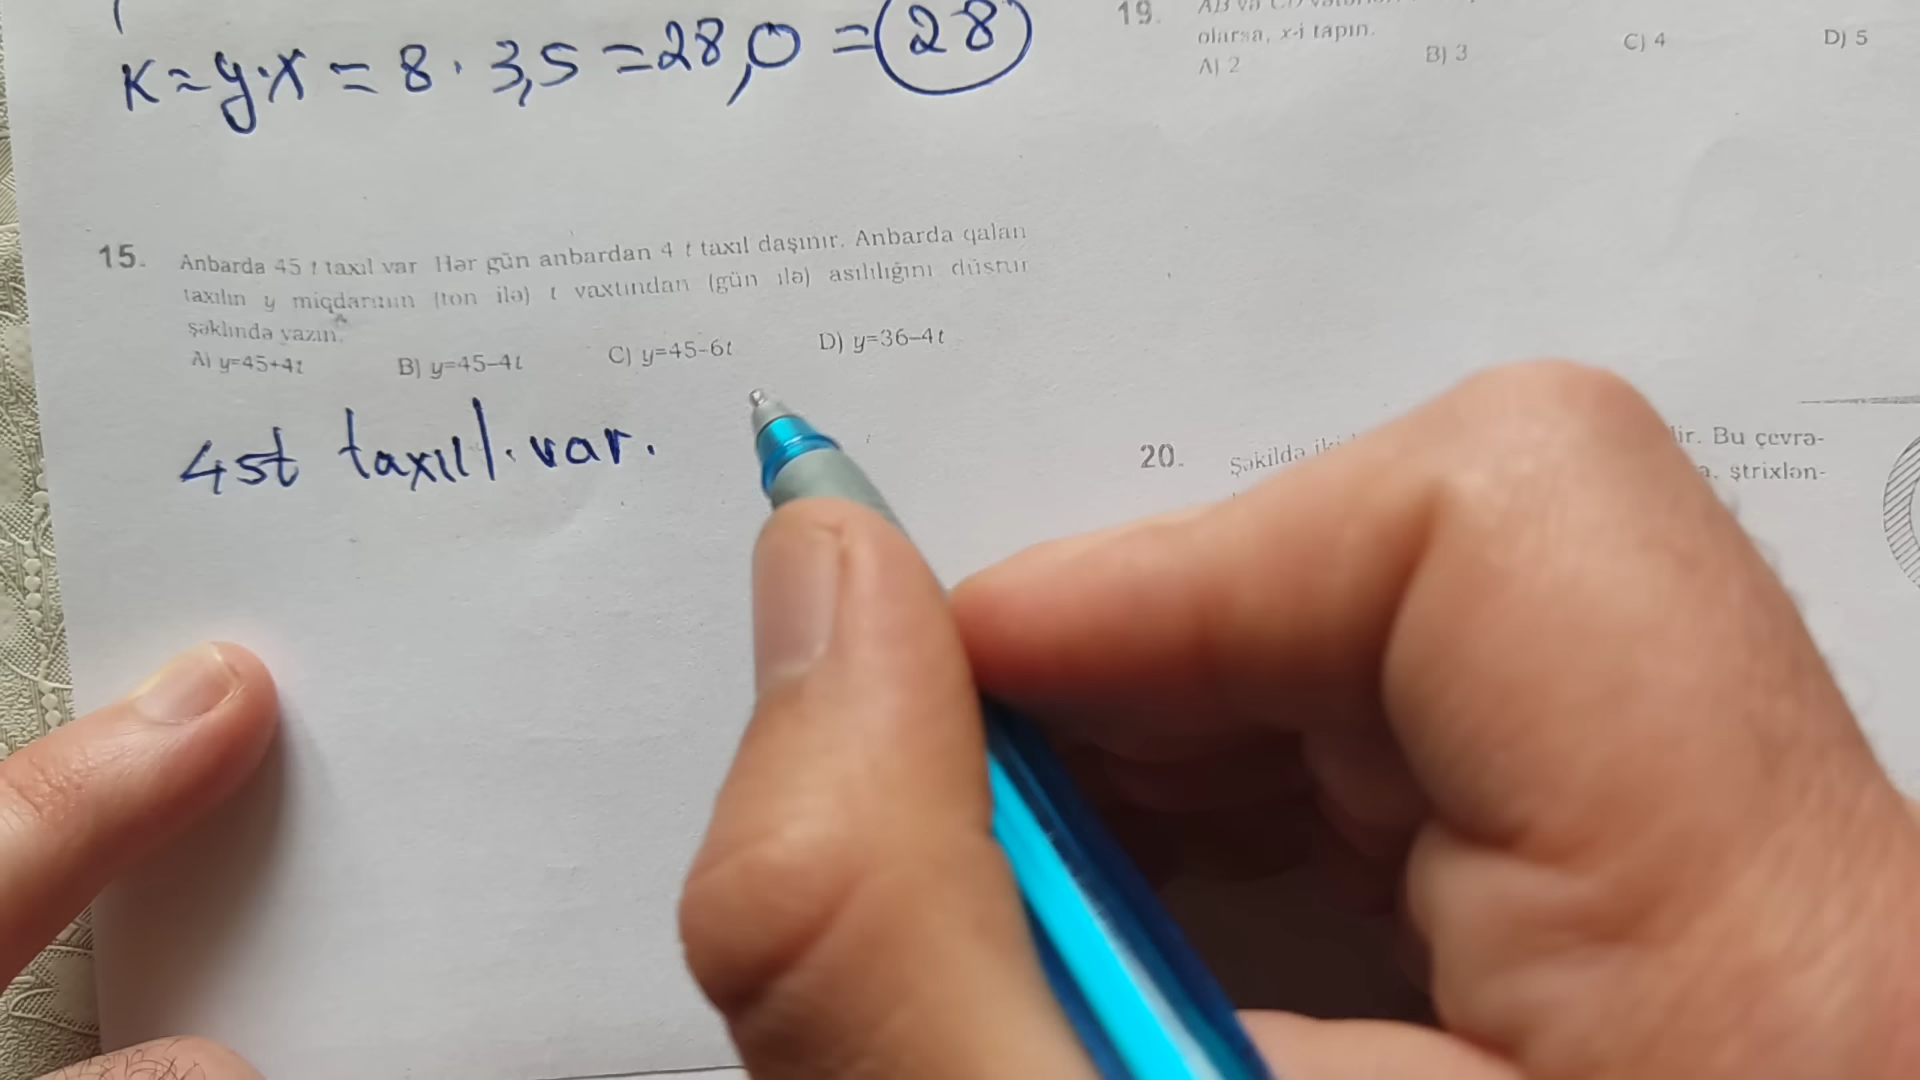 K=y·x = 8 · 3,5 =28,0 =28
15. Anbarda 45 t taxıl var Hər gün anbardan 4 t taxıl daşınır. Anbarda qalan
taxılın y miqdarının (ton ilə) t vaxtından (gün ilə) asılılığını düstur
şəklində yazın.
A) y=45+4t B) y=45–4t C) y=45–6t D) y=36–4t
45t taxıl var.
19.
olarsa, x-i tapın.
A) 2 B) 3 C) 4 D) 5
20. Şəkildə Bu çevrə-
ştrixlən-